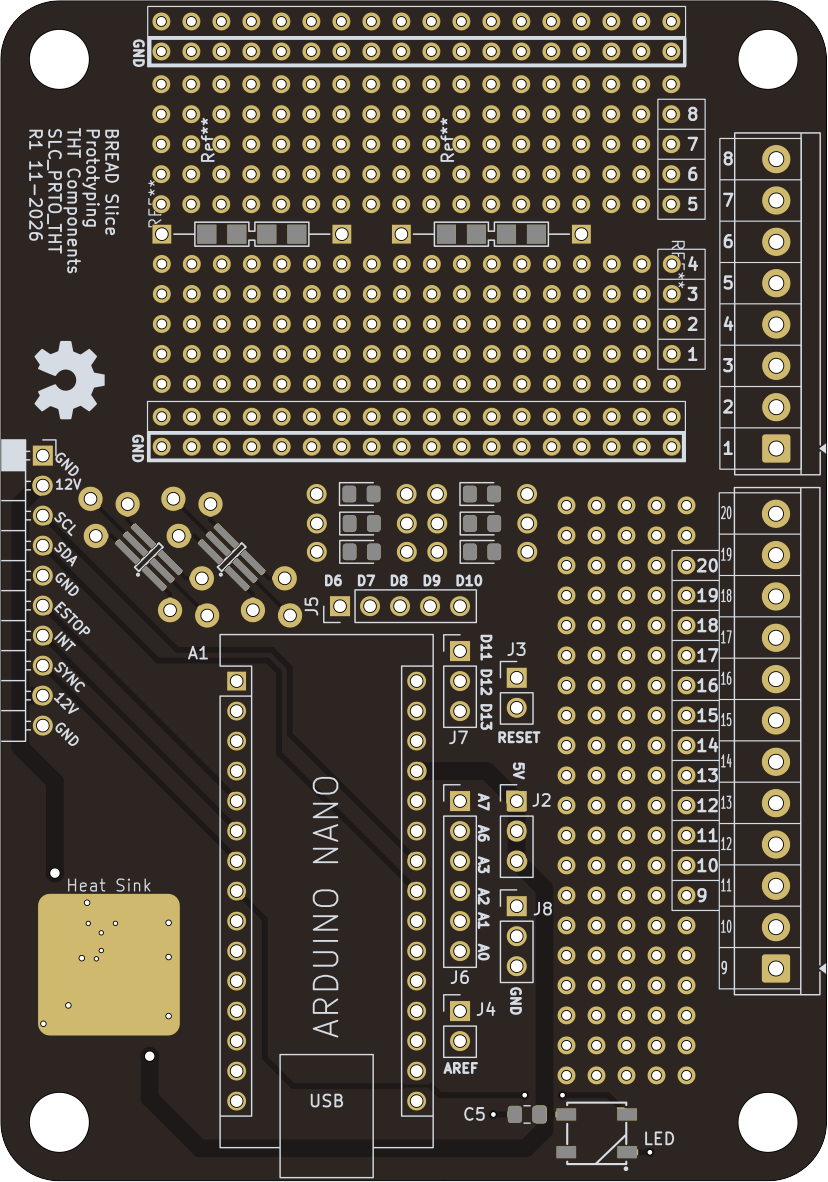 GND
BREAD Slice
Prototyping
THT Components
SLC_PRTO_THT
R1 11-2026
Ref**
Ref**
REF**
REF**
8
7
6
5
4
3
2
1
GND
8
7
6
5
4
3
2
1
GND
12V
SCL
SDA
GND
ESTOP
INT
SYNC
12V
GND
D6 D7 D8 D9 D10
J5
A1
D11
D12
D13
J7
J3
RESET
5V
J2
A7
A6
A3
A2
A1
A0
J6
J8
GND
J4
AREF
ARDUINO NANO
USB
Heat Sink
20
19
18
17
16
15
14
13
12
11
10
9
20
19
18
17
16
15
14
13
12
11
10
9
C5
LED